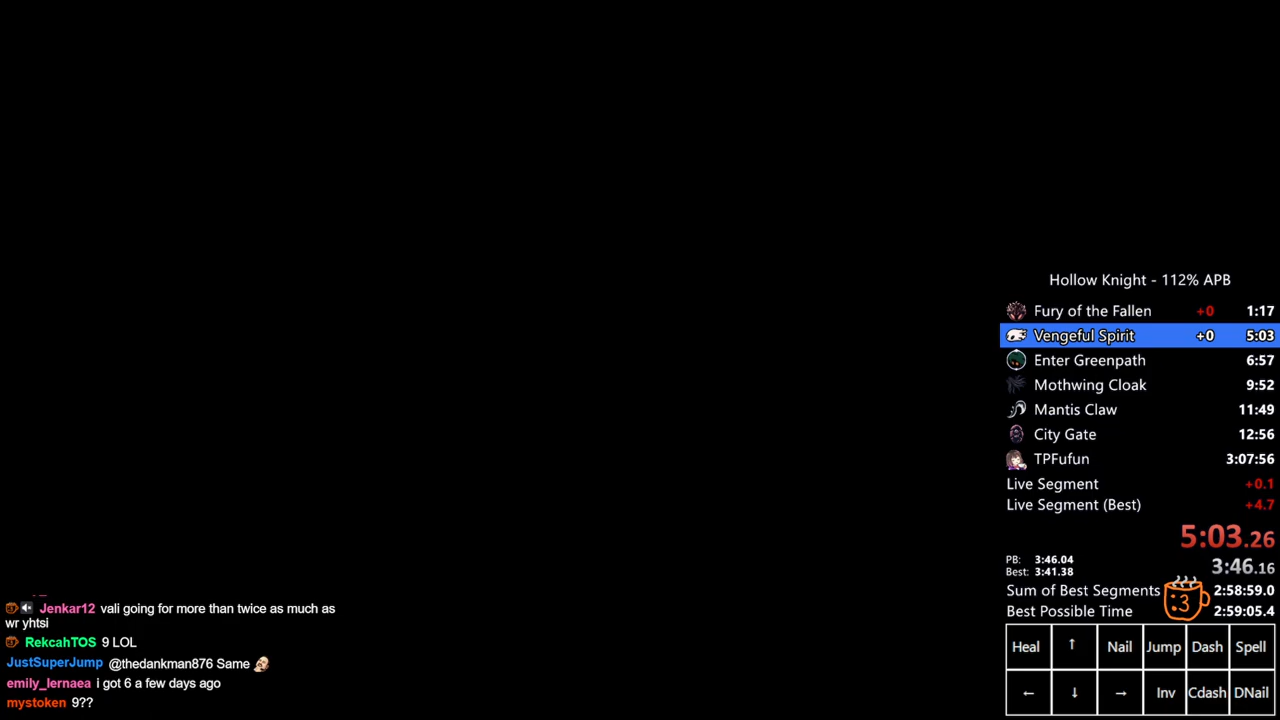 Hollow Knight - 112% APB
Fury of the Fallen +0 1:17
Vengeful Spirit +0 5:03
Enter Greenpath 6:57
Mothwing Cloak 9:52
Mantis Claw 11:49
City Gate 12:56
TPFufun 3:07:56
Live Segment +0.1
Live Segment (Best) +4.7
5:03.26
PB: 3:46.04
Best: 3:41.38
3:46.16
Sum of Best Segments 2:58:59.0
Best Possible Time 2:59:05.4
:3
Heal ↑ Nail Jump Dash Spell
← ↓ → Inv Cdash DNail
Jenkar12 vali going for more than twice as much as
wr yhtsi
RekcahTOS 9 LOL
JustSuperJump @thedankman876 Same
emily_lernaea i got 6 a few days ago
mystoken 9??